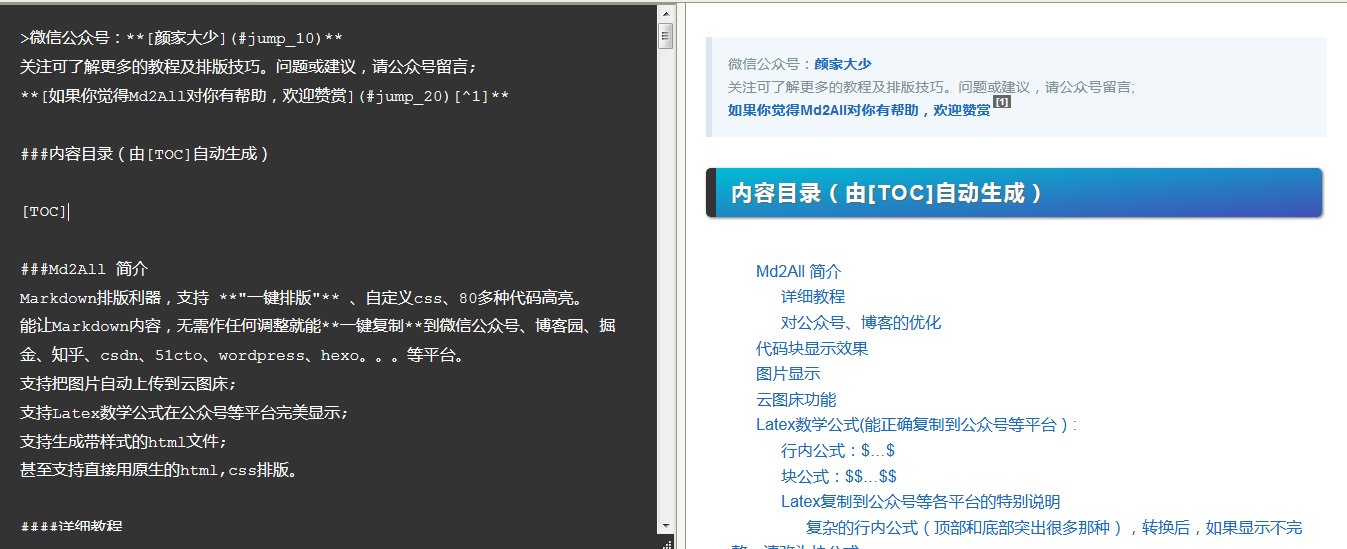 >微信公众号：**[颜家大少](#jump_10)**
关注可了解更多的教程及排版技巧。问题或建议，请公众号留言;
**[如果你觉得Md2All对你有帮助，欢迎赞赏](#jump_20)[^1]**
###内容目录（由[TOC]自动生成）
[TOC]
###Md2All 简介
Markdown排版利器，支持 **"一键排版"** 、自定义css、80多种代码高亮。
能让Markdown内容，无需作任何调整就能**一键复制**到微信公众号、博客园、掘
金、知乎、csdn、51cto、wordpress、hexo。。。等平台。
支持把图片自动上传到云图床;
支持Latex数学公式在公众号等平台完美显示;
支持生成带样式的html文件;
甚至支持直接用原生的html,css排版。
####详细教程
微信公众号：颜家大少
关注可了解更多的教程及排版技巧。问题或建议，请公众号留言;
如果你觉得Md2All对你有帮助，欢迎赞赏[1]
内容目录（由[TOC]自动生成）
Md2All 简介
详细教程
对公众号、博客的优化
代码块显示效果
图片显示
云图床功能
Latex数学公式(能正确复制到公众号等平台）:
行内公式：$…$
块公式：$$…$$
Latex复制到公众号等各平台的特别说明
复杂的行内公式（顶部和底部突出很多那种），转换后，如果显示不完
整，请改为块公式